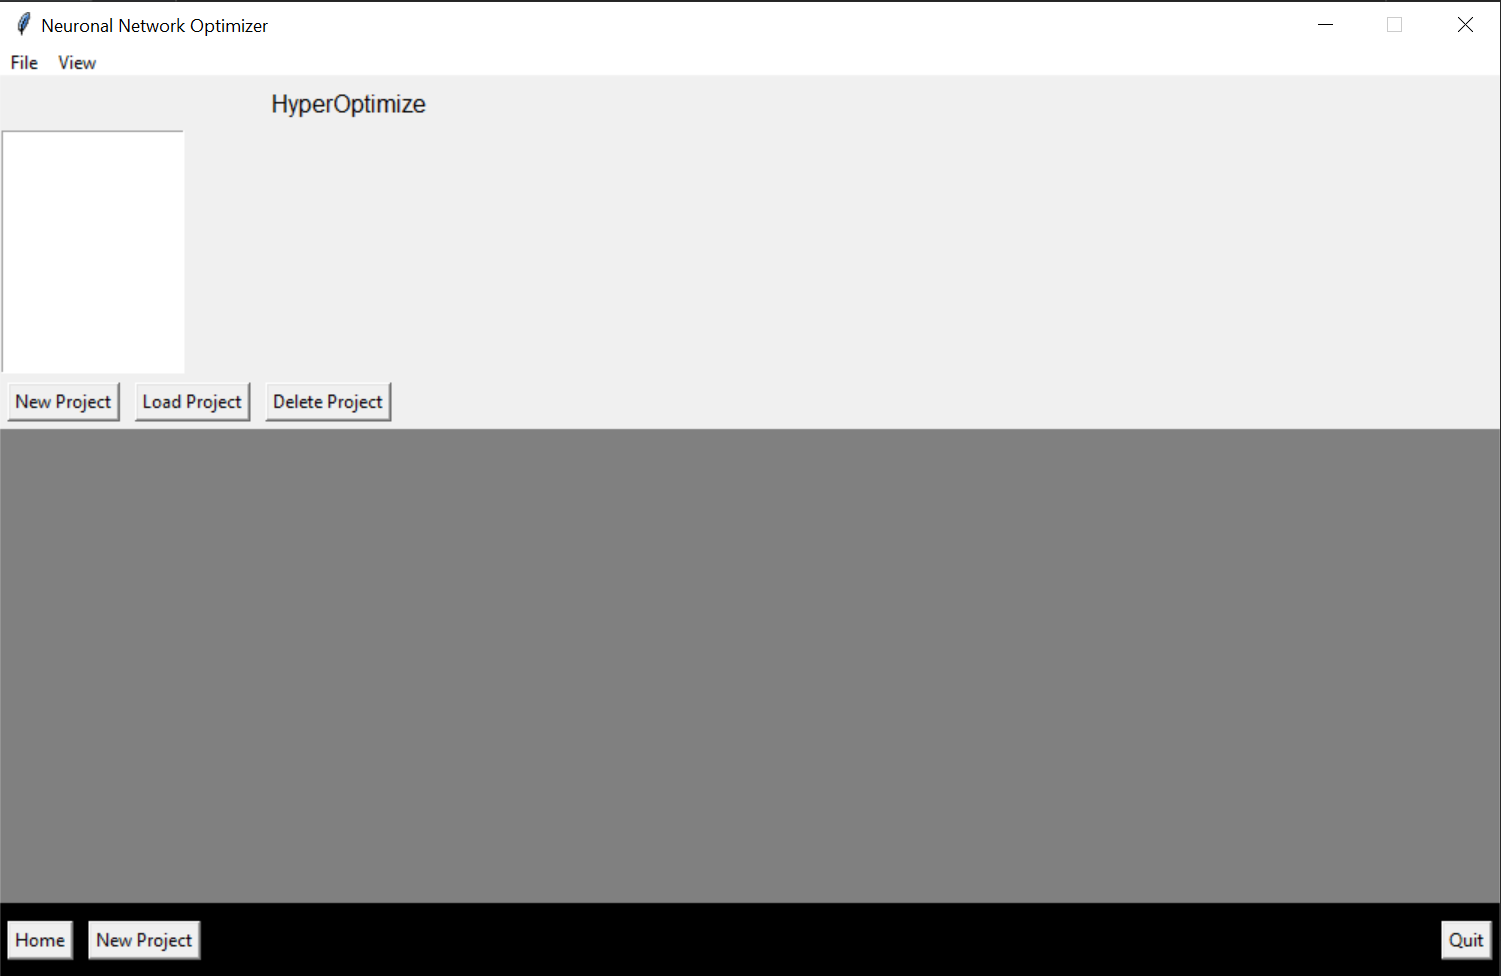 Neuronal Network Optimizer
File View
HyperOptimize
New Project Load Project Delete Project
Home New Project Quit